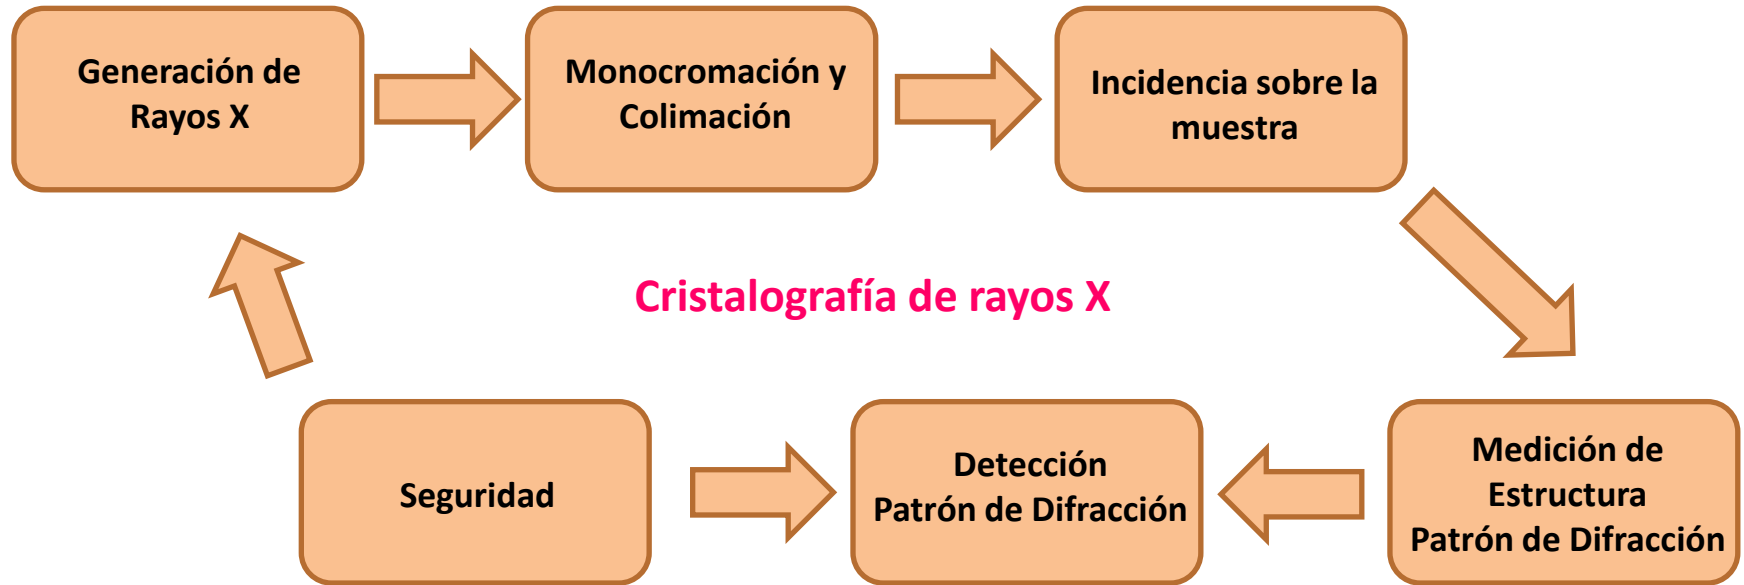 Generación de
Rayos X
Monocromación y
Colimación
Incidencia sobre la
muestra
Cristalografía de rayos X
Seguridad
Detección
Patrón de Difracción
Medición de
Estructura
Patrón de Difracción